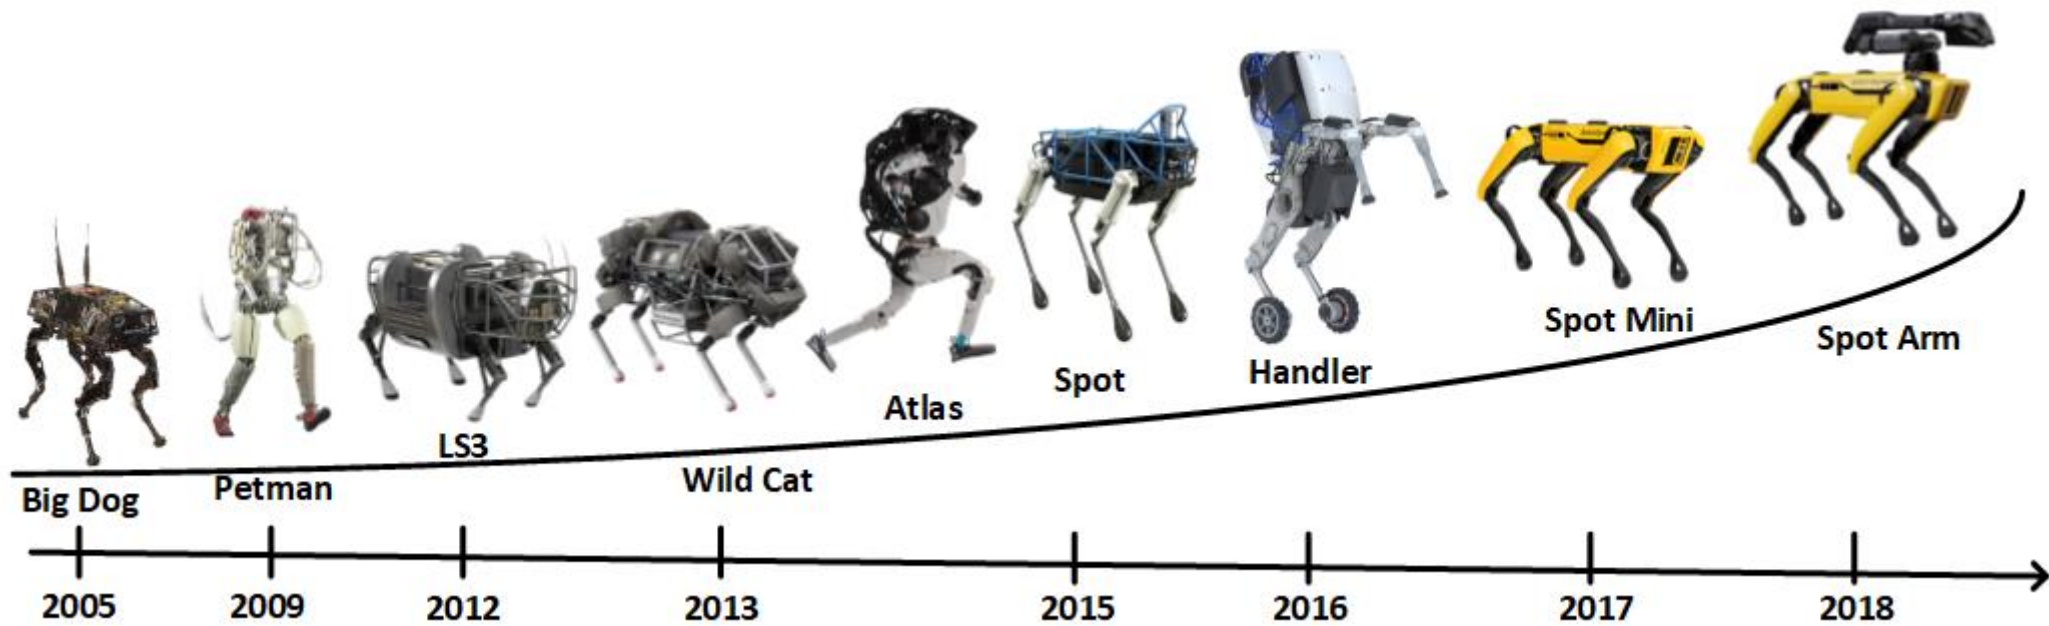 Big Dog
Petman
LS3
Wild Cat
Atlas
Spot
Handler
Spot Mini
Spot Arm
2005
2009
2012
2013
2015
2016
2017
2018